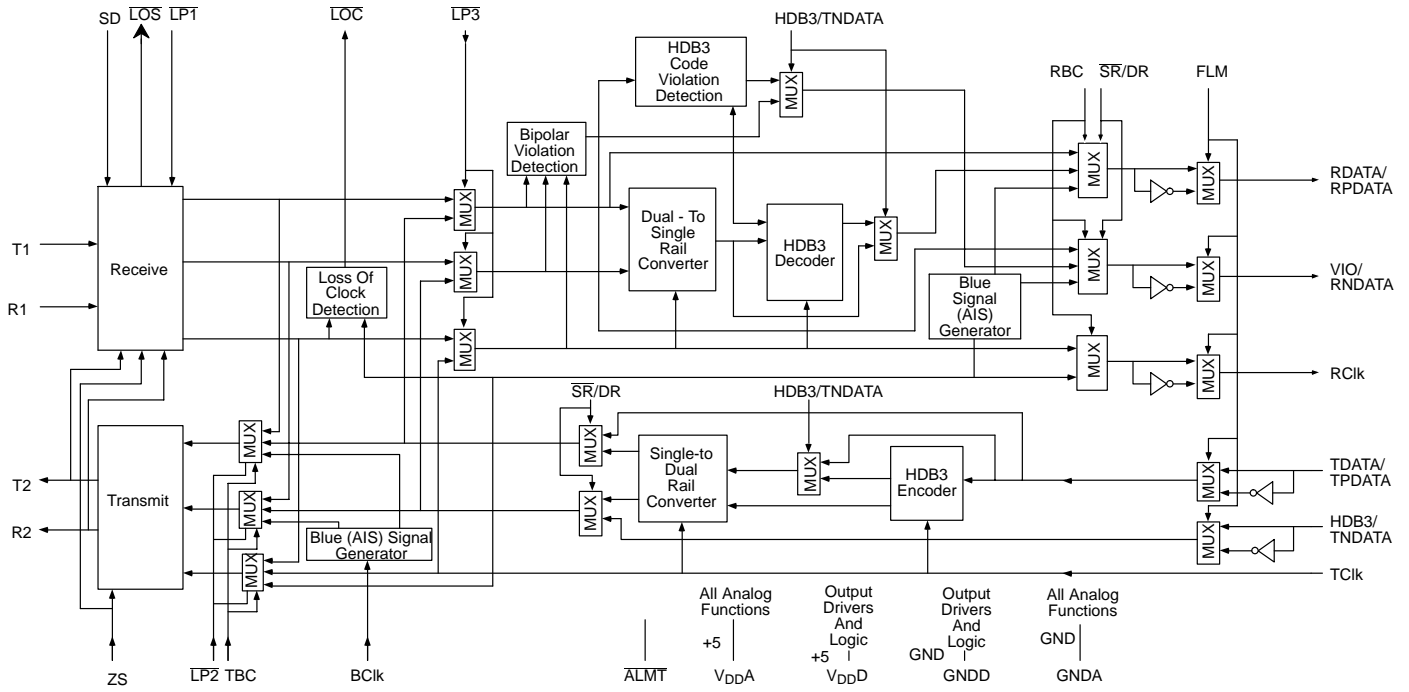 SD
LOS
LP1
LOC
LP3
HDB3/TNDATA
HDB3
Code
Violation
Detection
MUX
RBC
SR/DR
FLM
Bipolar
Violation
Detection
MUX
MUX
RDATA/
RPDATA
Receive
T1
R1
MUX
Dual - To
Single
Rail
Converter
HDB3
Decoder
MUX
MUX
MUX
VIO/
RNDATA
MUX
Loss Of
Clock
Detection
Blue
Signal
(AIS)
Generator
MUX
MUX
MUX
RClk
SR/DR
HDB3/TNDATA
MUX
MUX
Single-to
Dual
Rail
Converter
MUX
HDB3
Encoder
MUX
TDATA/
TPDATA
T2
Transmit
R2
MUX
MUX
MUX
HDB3/
TNDATA
Blue (AIS) Signal
Generator
MUX
TClk
All Analog
Functions
Output
Drivers
And
Logic
Output
Drivers
And
Logic
All Analog
Functions
+5
+5
GND
GND
ZS
LP2
TBC
BClk
ALMT
VDDA
VDDD
GNDD
GNDA